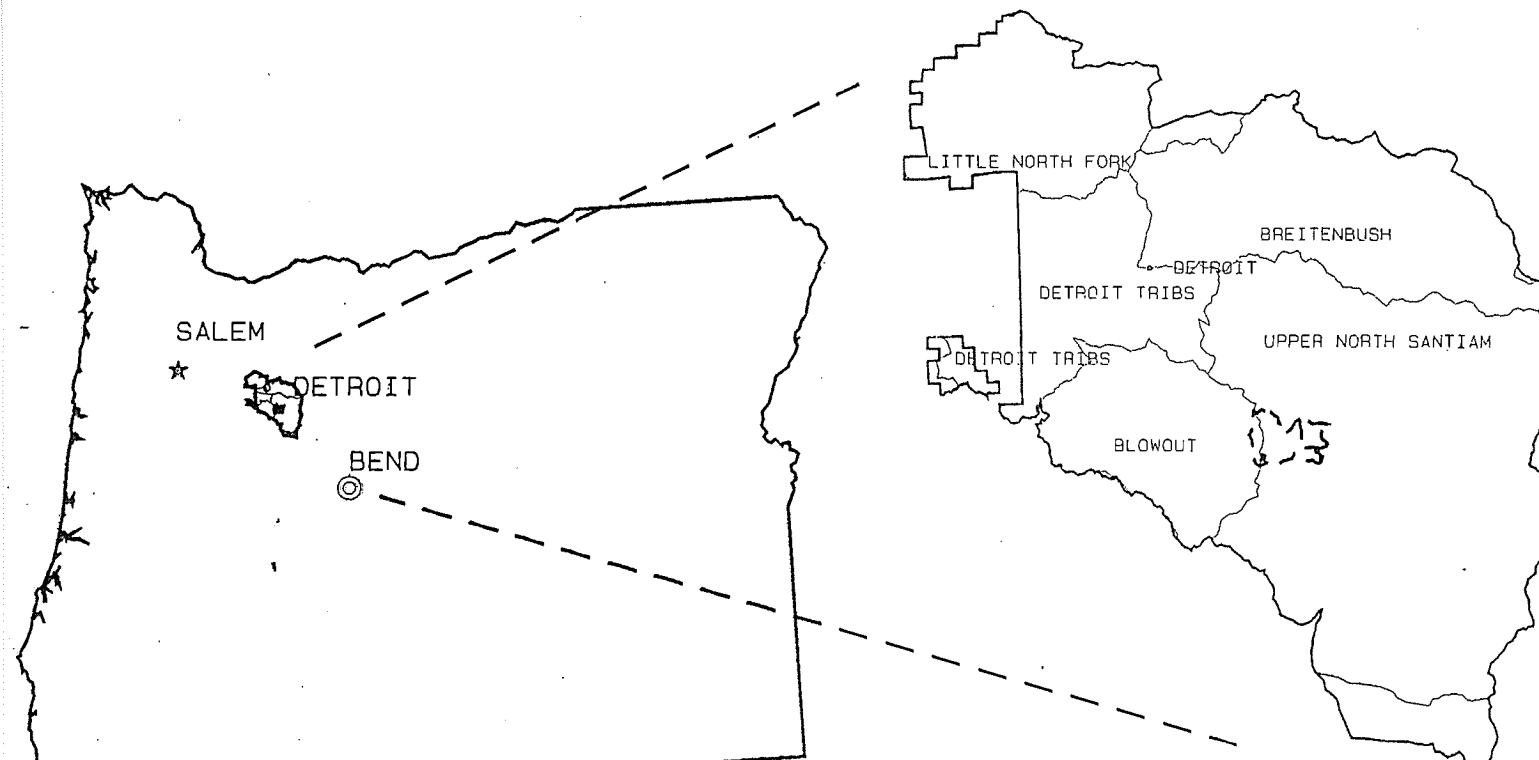 SALEM
DETROIT
BEND
LITTLE NORTH FORK
BREITENBUSH
DETROIT
DETROIT TRIBS
UPPER NORTH SANTIAM
DETROIT TRIBS
BLOWOUT